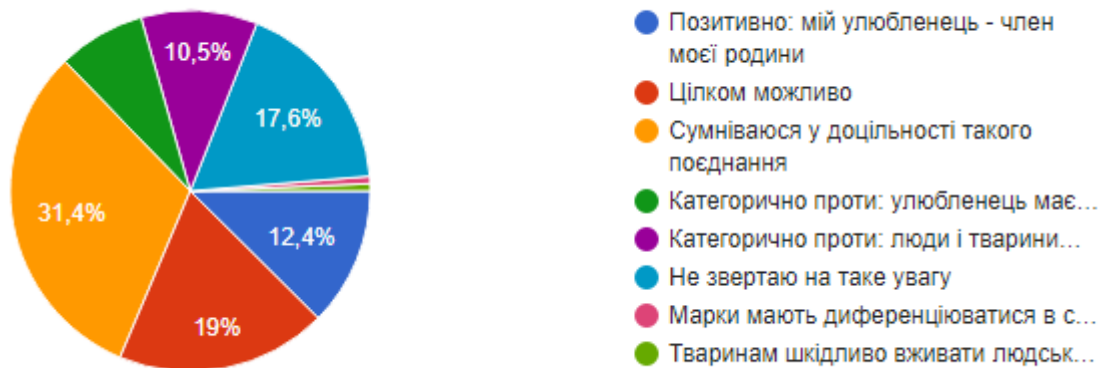 10,5%
17,6%
31,4%
12,4%
19%
Позитивно: мій улюбленець - член
моєї родини
Цілком можливо
Сумніваюся у доцільності такого
поєднання
Категорично проти: улюбленець має...
Категорично проти: люди і тварини...
Не звертаю на таке увагу
Марки мають диференціюватися в с...
Тваринам шкідливо вживати людськ...